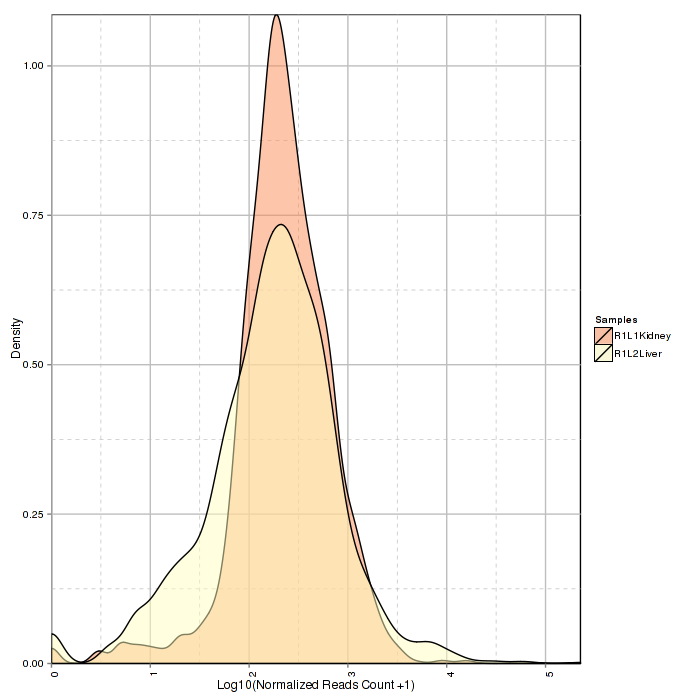 1.00
0.75
0.50
0.25
0.00
Density
0
1
2
3
4
5
Log10(Normalized Reads Count +1)
Samples
R1L1Kidney
R1L2Liver